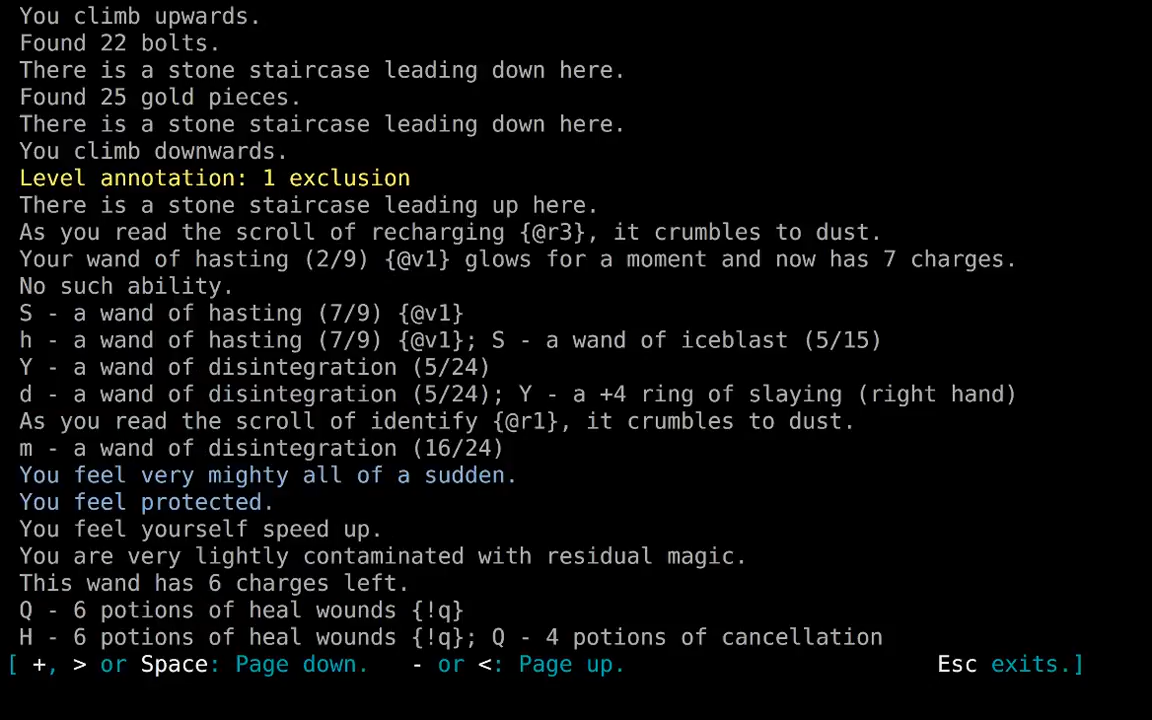 You climb upwards.
Found 22 bolts.
There is a stone staircase leading down here.
Found 25 gold pieces.
There is a stone staircase leading down here.
You climb downwards.
Level annotation: 1 exclusion
There is a stone staircase leading up here.
As you read the scroll of recharging {@r3}, it crumbles to dust.
Your wand of hasting (2/9) {@v1} glows for a moment and now has 7 charges.
No such ability.
S - a wand of hasting (7/9) {@v1}
h - a wand of hasting (7/9) {@v1}; S - a wand of iceblast (5/15)
Y - a wand of disintegration (5/24)
d - a wand of disintegration (5/24); Y - a +4 ring of slaying (right hand)
As you read the scroll of identify {@r1}, it crumbles to dust.
m - a wand of disintegration (16/24)
You feel very mighty all of a sudden.
You feel protected.
You feel yourself speed up.
You are very lightly contaminated with residual magic.
This wand has 6 charges left.
Q - 6 potions of heal wounds {!q}
H - 6 potions of heal wounds {!q}; Q - 4 potions of cancellation
[ +, > or Space: Page down.   - or <: Page up.                       Esc exits.]